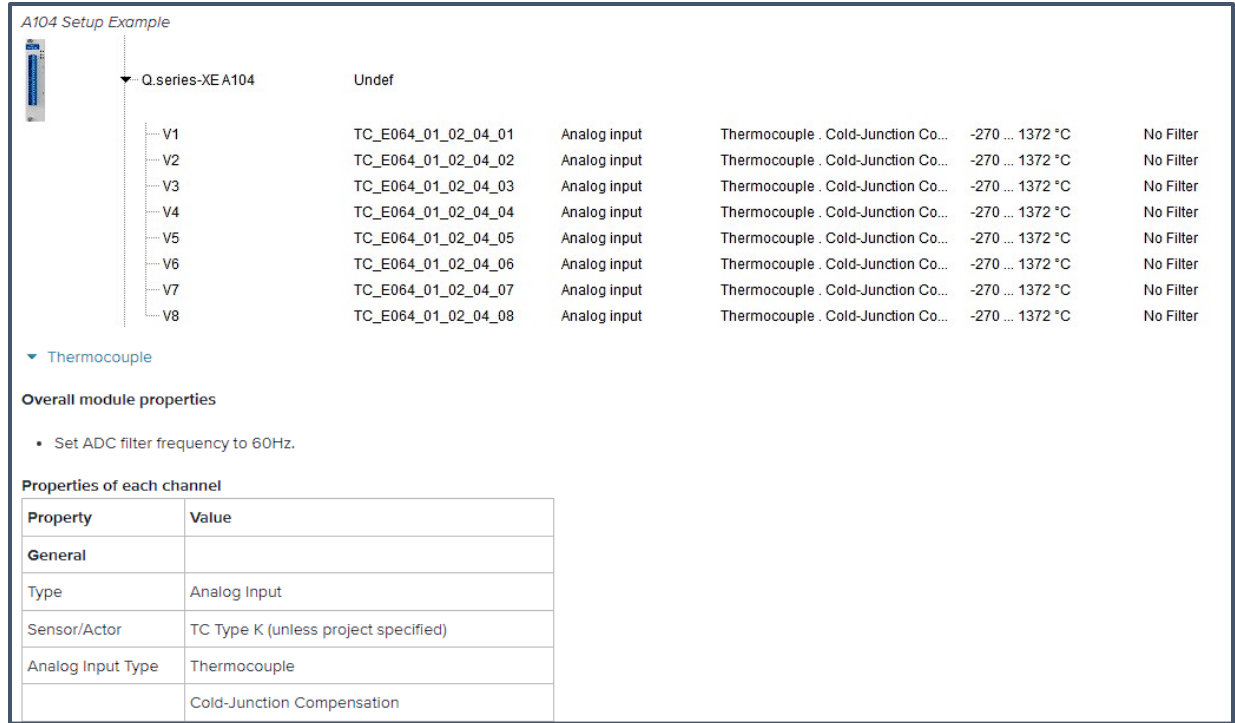 A104 Setup Example
Q.series-XE A104 Undef
V1 TC_E064_01_02_04_01 Analog input Thermocouple . Cold-Junction Co... -270 ... 1372 °C No Filter
V2 TC_E064_01_02_04_02 Analog input Thermocouple . Cold-Junction Co... -270 ... 1372 °C No Filter
V3 TC_E064_01_02_04_03 Analog input Thermocouple . Cold-Junction Co... -270 ... 1372 °C No Filter
V4 TC_E064_01_02_04_04 Analog input Thermocouple . Cold-Junction Co... -270 ... 1372 °C No Filter
V5 TC_E064_01_02_04_05 Analog input Thermocouple . Cold-Junction Co... -270 ... 1372 °C No Filter
V6 TC_E064_01_02_04_06 Analog input Thermocouple . Cold-Junction Co... -270 ... 1372 °C No Filter
V7 TC_E064_01_02_04_07 Analog input Thermocouple . Cold-Junction Co... -270 ... 1372 °C No Filter
V8 TC_E064_01_02_04_08 Analog input Thermocouple . Cold-Junction Co... -270 ... 1372 °C No Filter
Thermocouple
Overall module properties
• Set ADC filter frequency to 60Hz.
Properties of each channel
Property Value
General
Type Analog Input
Sensor/Actor TC Type K (unless project specified)
Analog Input Type Thermocouple
Cold-Junction Compensation